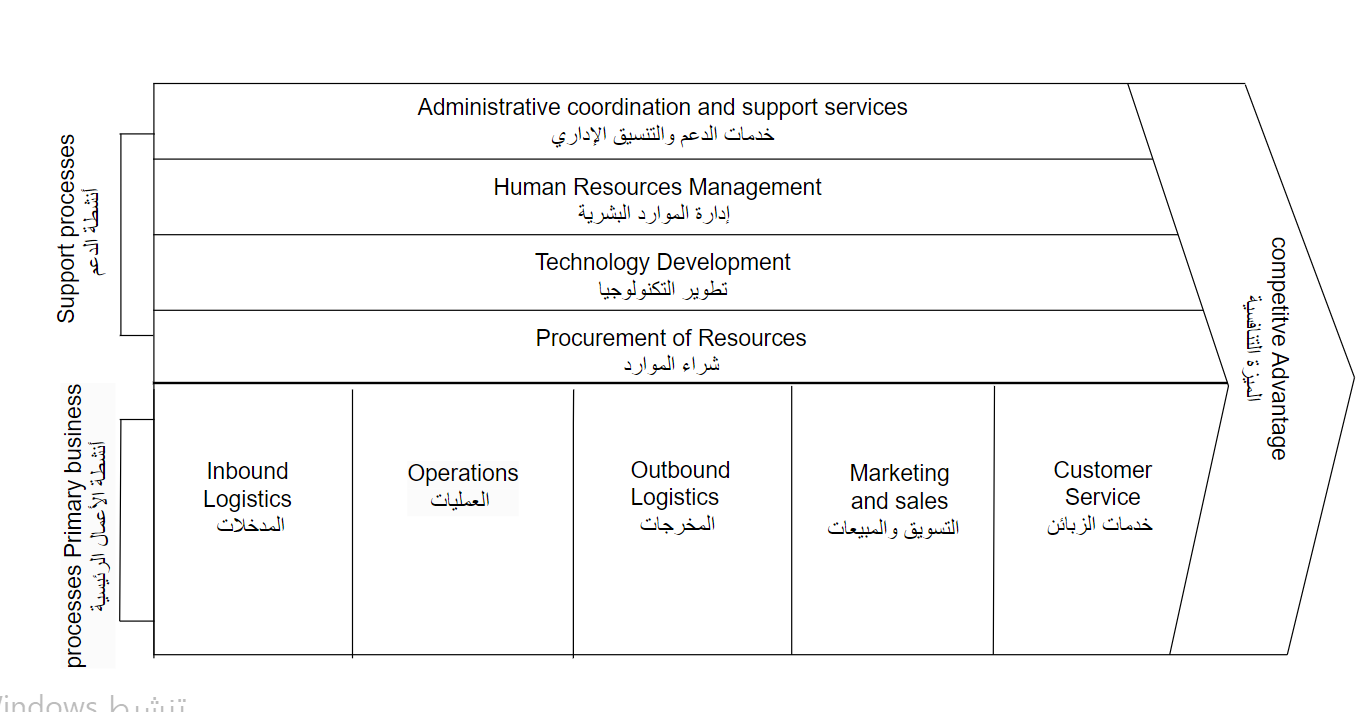 Administrative coordination and support services
خدمات الدعم والتنسيق الإداري
Human Resources Management
إدارة الموارد البشرية
Technology Development
تطوير التكنولوجيا
Procurement of Resources
شراء الموارد
Support processes
أنشطة الدعم
processes Primary business
أنشطة الأعمال الرئيسية
Inbound
Logistics
المدخلات
Operations
العمليات
Outbound
Logistics
المخرجات
Marketing
and sales
التسويق والمبيعات
Customer
Service
خدمات الزبائن
competitve Advantage
الميزة التنافسية
تنشيط